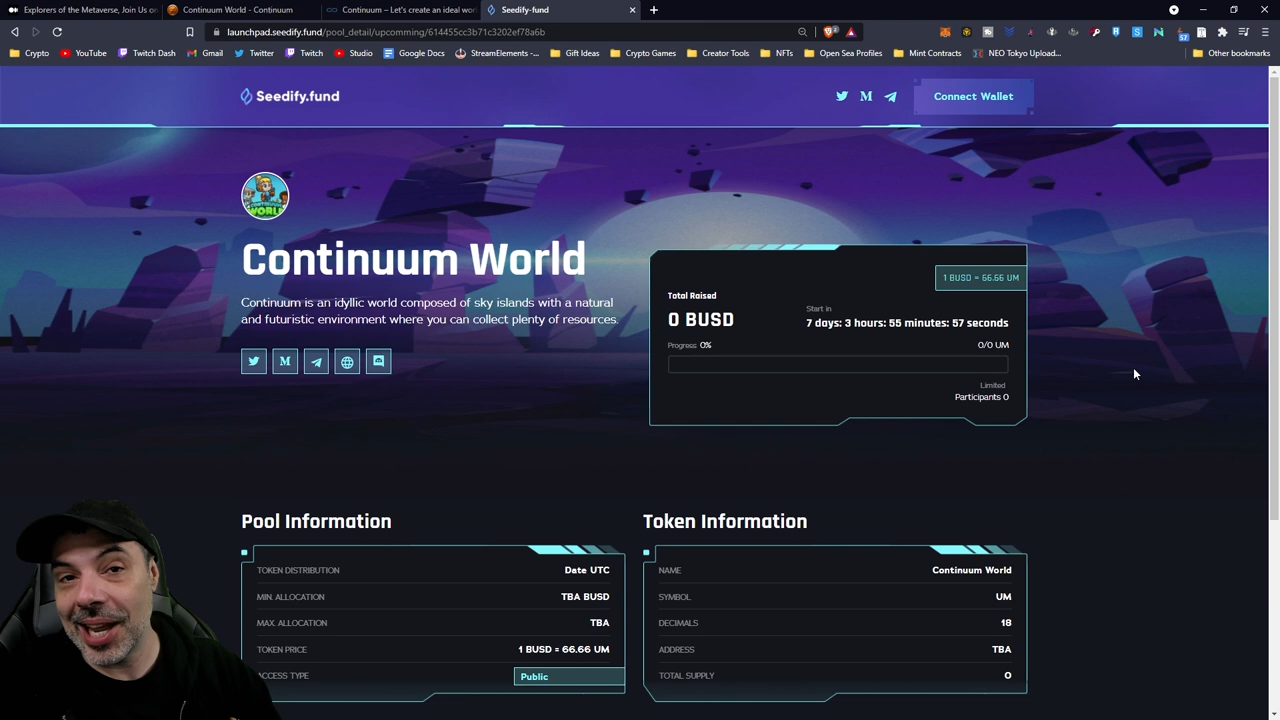 Explorers of the Metaverse, Join Us on
Continuum World - Continuum
Continuum – Let's create an ideal wor
Seedify-fund
launchpad.seedify.fund/pool_detail/upcomming/614455cc3b71c3202ef78a6b
Crypto
YouTube
Twitch Dash
Gmail
Twitter
Twitch
Studio
Google Docs
StreamElements -...
Gift Ideas
Crypto Games
Creator Tools
NFTs
Open Sea Profiles
Mint Contracts
NEO Tokyo Upload...
Other bookmarks
Seedify.fund
Connect Wallet
CONTINUUM
WORLD
Continuum World
Continuum is an idyllic world composed of sky islands with a natural
and futuristic environment where you can collect plenty of resources.
1 BUSD = 66.66 UM
Total Raised
0 BUSD
Start in
7 days: 3 hours: 55 minutes: 57 seconds
Progress 0%
0/0 UM
Limited
Participants 0
Pool Information
TOKEN DISTRIBUTION Date UTC
MIN. ALLOCATION TBA BUSD
MAX. ALLOCATION TBA
TOKEN PRICE 1 BUSD = 66.66 UM
ACCESS TYPE Public
Token Information
NAME Continuum World
SYMBOL UM
DECIMALS 18
ADDRESS TBA
TOTAL SUPPLY 0